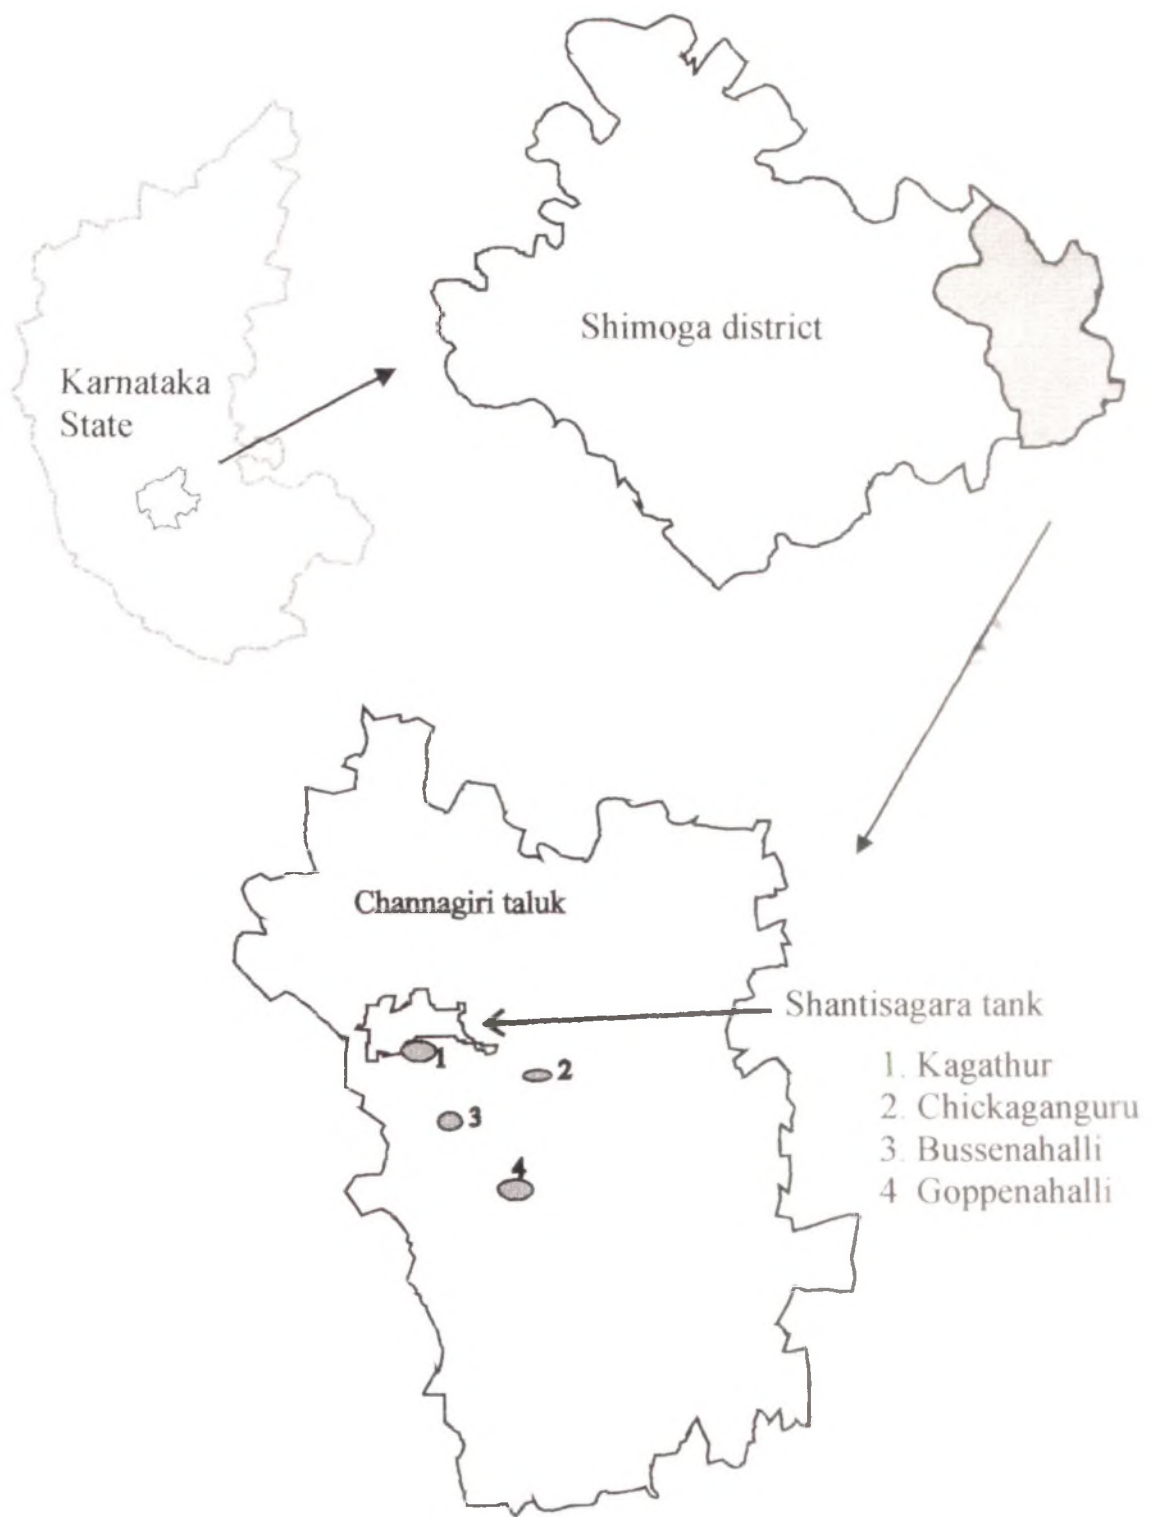 Shimoga district
Karnataka
State
Channagiri taluk
Shantisagara tank
1
2
3
4
1. Kagathur
2. Chickaganguru
3. Bussenahalli
4 Goppenahalli